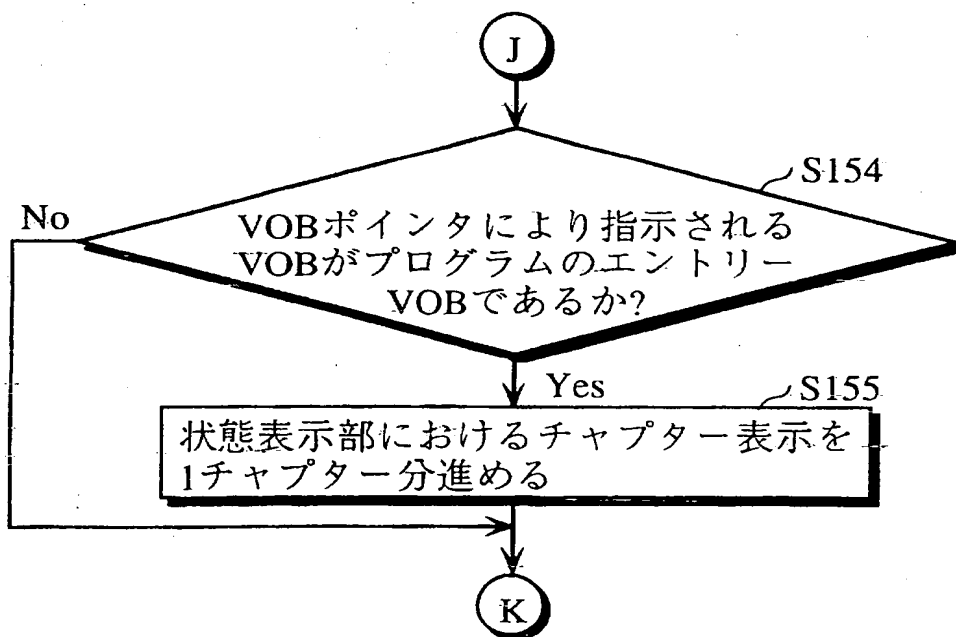 J
S154
No
VOBポインタにより指示される
VOBがプログラムのエントリー
VOBであるか?
Yes
S155
状態表示部におけるチャプター表示を
1チャプター分進める
K